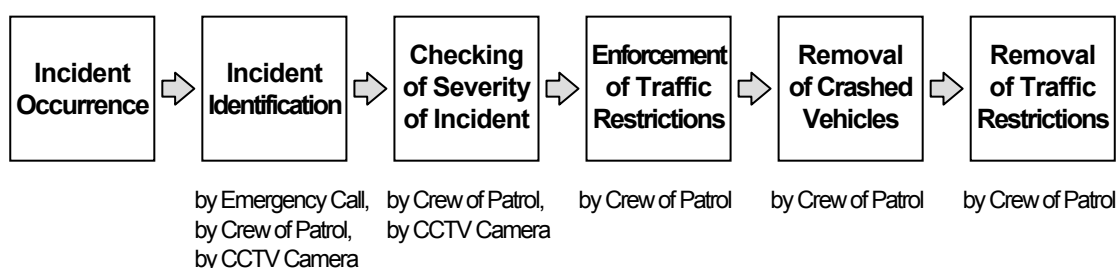 Incident
Occurrence
Incident
Identification
Checking
of Severity
of Incident
Enforcement
of Traffic
Restrictions
Removal
of Crashed
Vehicles
Removal
of Traffic
Restrictions
by Emergency Call,
by Crew of Patrol,
by CCTV Camera
by Crew of Patrol,
by CCTV Camera
by Crew of Patrol
by Crew of Patrol
by Crew of Patrol